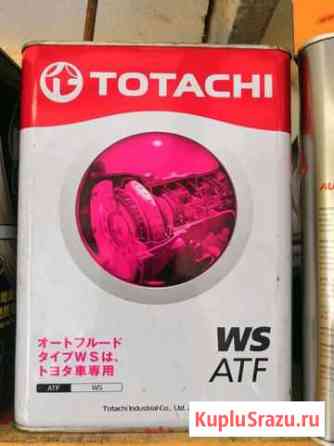 TOTACHI
オートフルード
タイプWSは、
トヨタ車専用
WS
ATF
ATF WS
Totachi Industrial Co., Ltd.
AU
KupluSrazu.ru